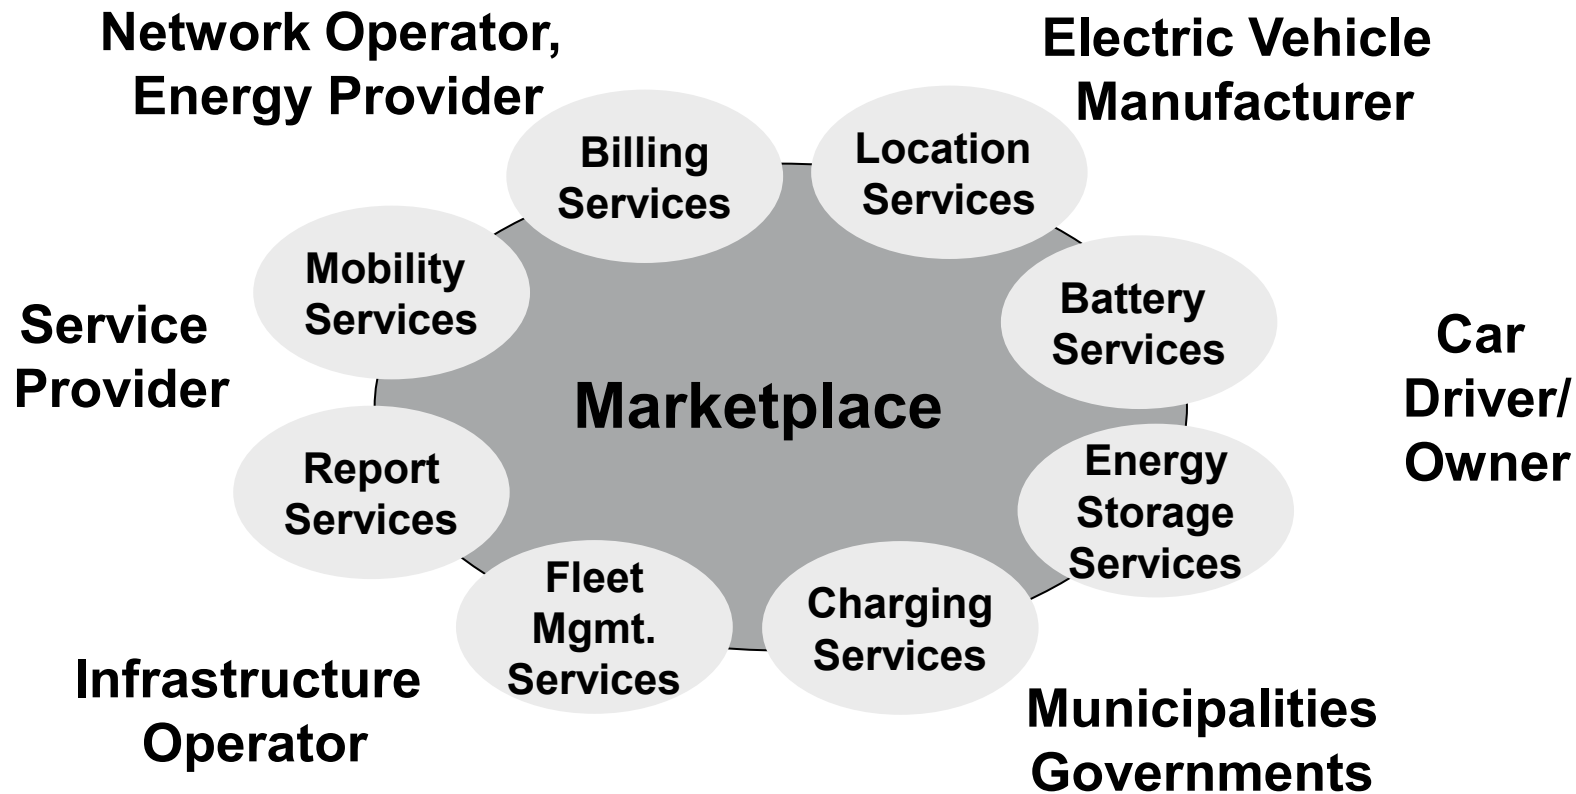 Network Operator,
Energy Provider
Electric Vehicle
Manufacturer
Billing
Services
Location
Services
Mobility
Services
Battery
Services
Service
Provider
Car
Driver/
Owner
Marketplace
Report
Services
Energy
Storage
Services
Fleet
Mgmt.
Services
Charging
Services
Infrastructure
Operator
Municipalities
Governments